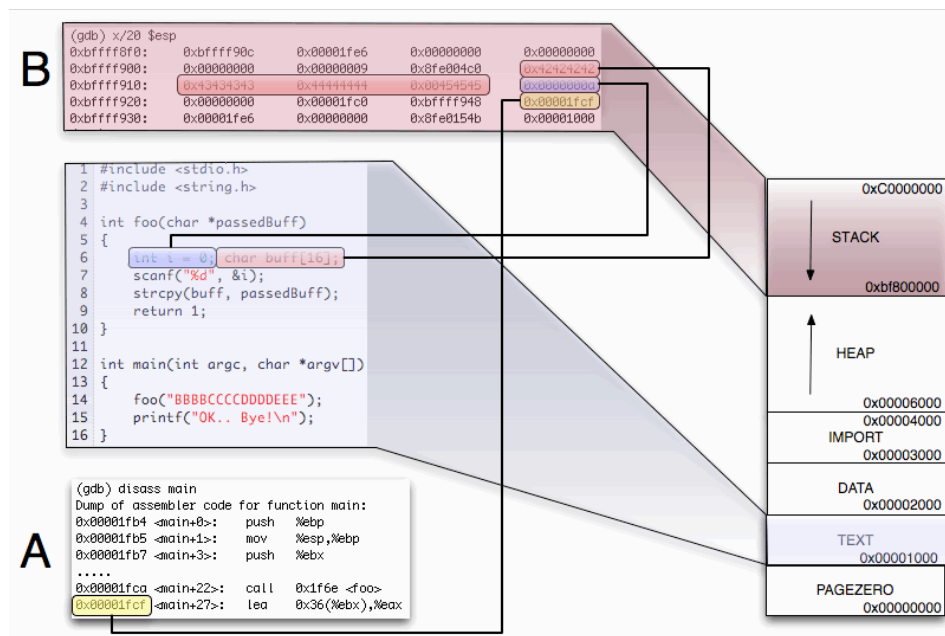 B
(gdb) x/20 $esp
0xbffff8f0: 0xbffff90c 0x00001fe6 0x00000000 0x00000000
0xbffff900: 0x00000000 0x00000009 0x8fe004c0 0x42424242
0xbffff910: 0x43434343 0x44444444 0x00454545 0x0000000a
0xbffff920: 0x00000000 0x00001fc0 0xbffff948 0x00001fcf
0xbffff930: 0x00001fe6 0x00000000 0x8fe0154b 0x00001000
1 #include <stdio.h>
2 #include <string.h>
3
4 int foo(char *passedBuff)
5 {
6 int i = 0; char buff[16];
7 scanf("%d", &i);
8 strcpy(buff, passedBuff);
9 return 1;
10 }
11
12 int main(int argc, char *argv[])
13 {
14 foo("BBBBCCCCDDDDEEE");
15 printf("OK.. Bye!\n");
16 }
A
(gdb) disass main
Dump of assembler code for function main:
0x00001fb4 <main+0>: push %ebp
0x00001fb5 <main+1>: mov %esp,%ebp
0x00001fb7 <main+3>: push %ebx
.....
0x00001fca <main+22>: call 0x1f6e <foo>
0x00001fcf <main+27>: lea 0x36(%ebx),%eax
0xC0000000
STACK
0xbf800000
HEAP
0x00006000
0x00004000
IMPORT
0x00003000
DATA
0x00002000
TEXT
0x00001000
PAGEZERO
0x00000000